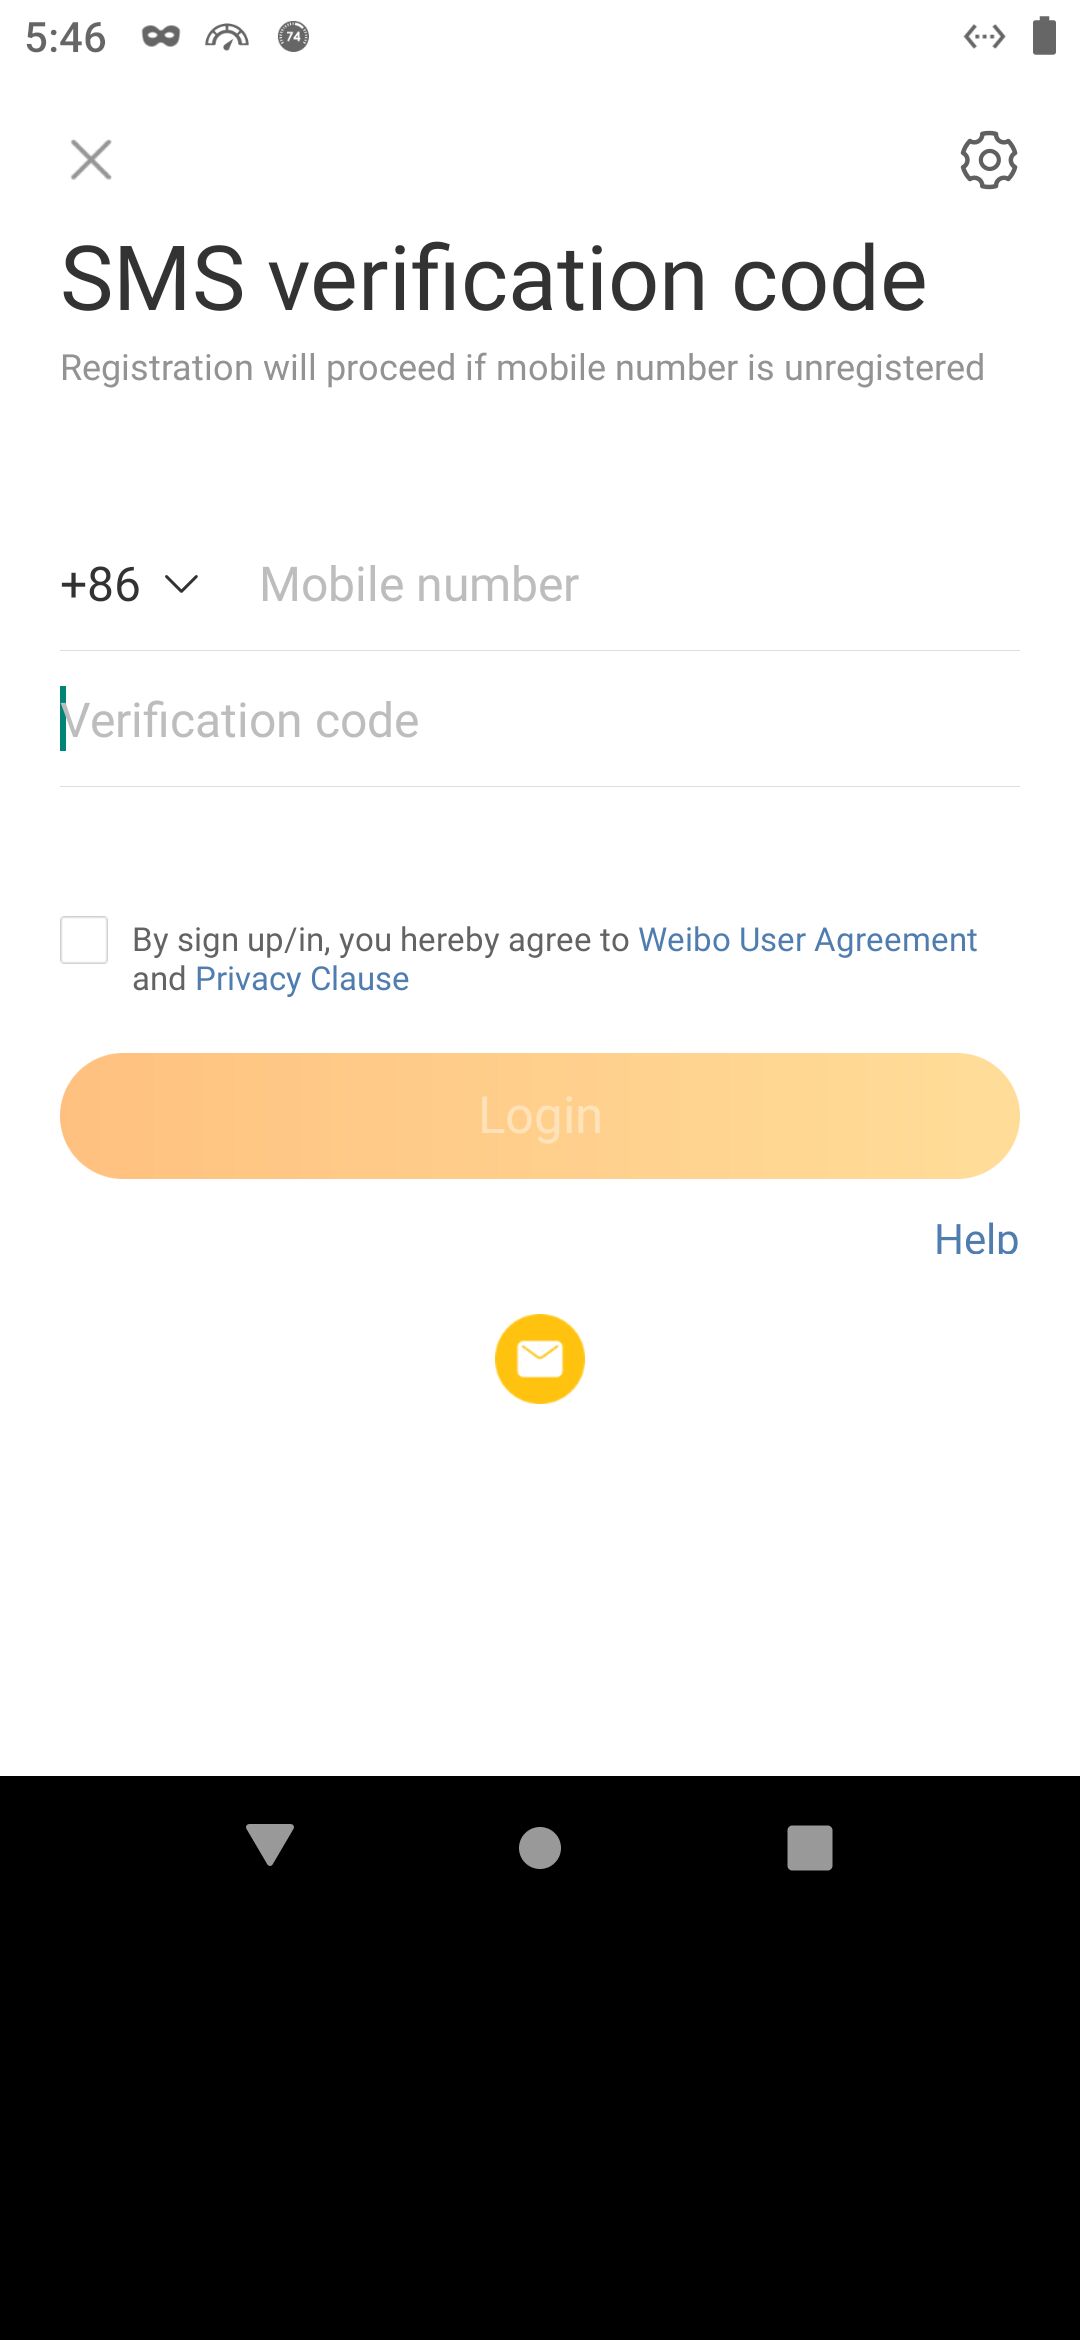 5:46
74
SMS verification code
Registration will proceed if mobile number is unregistered
+86 Mobile number
Verification code
By sign up/in, you hereby agree to Weibo User Agreement
and Privacy Clause
Login
Help